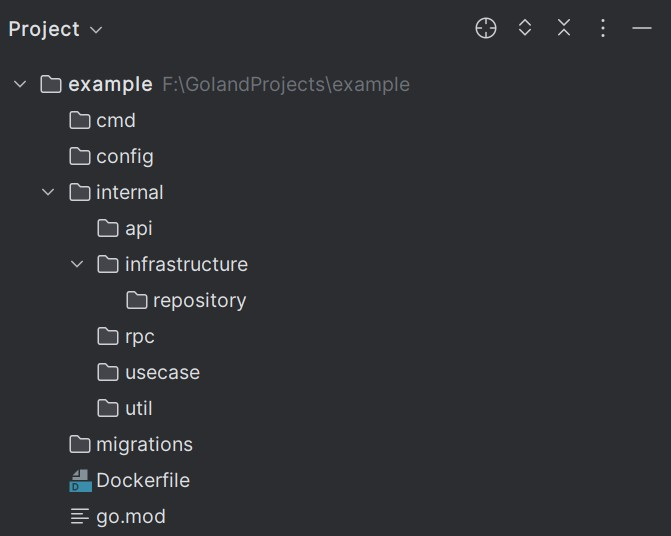 Project
example F:\GolandProjects\example
cmd
config
internal
api
infrastructure
repository
rpc
usecase
util
migrations
D Dockerfile
go.mod